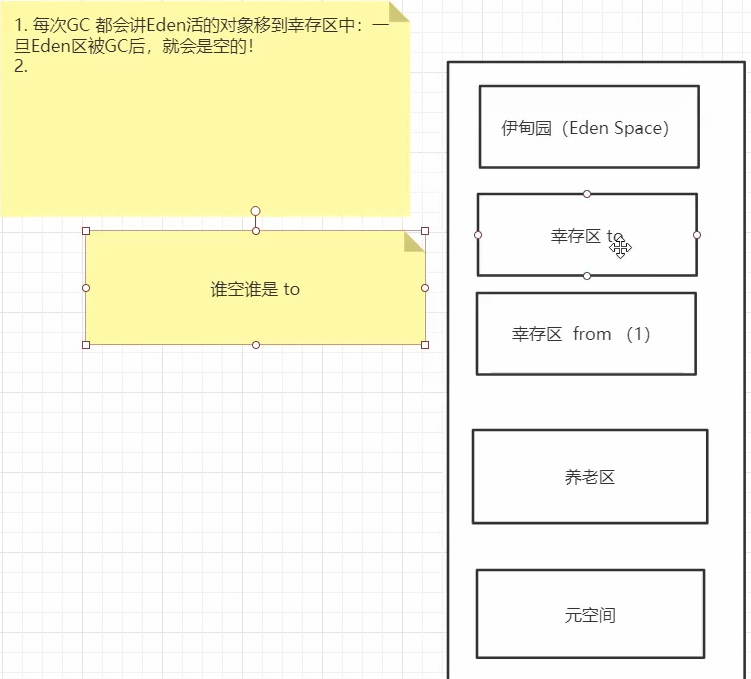 1. 每次GC 都会讲Eden活的对象移到幸存区中：一
旦Eden区被GC后，就会是空的！
2.
谁空谁是 to
伊甸园（Eden Space）
幸存区 to
幸存区 from （1）
养老区
元空间